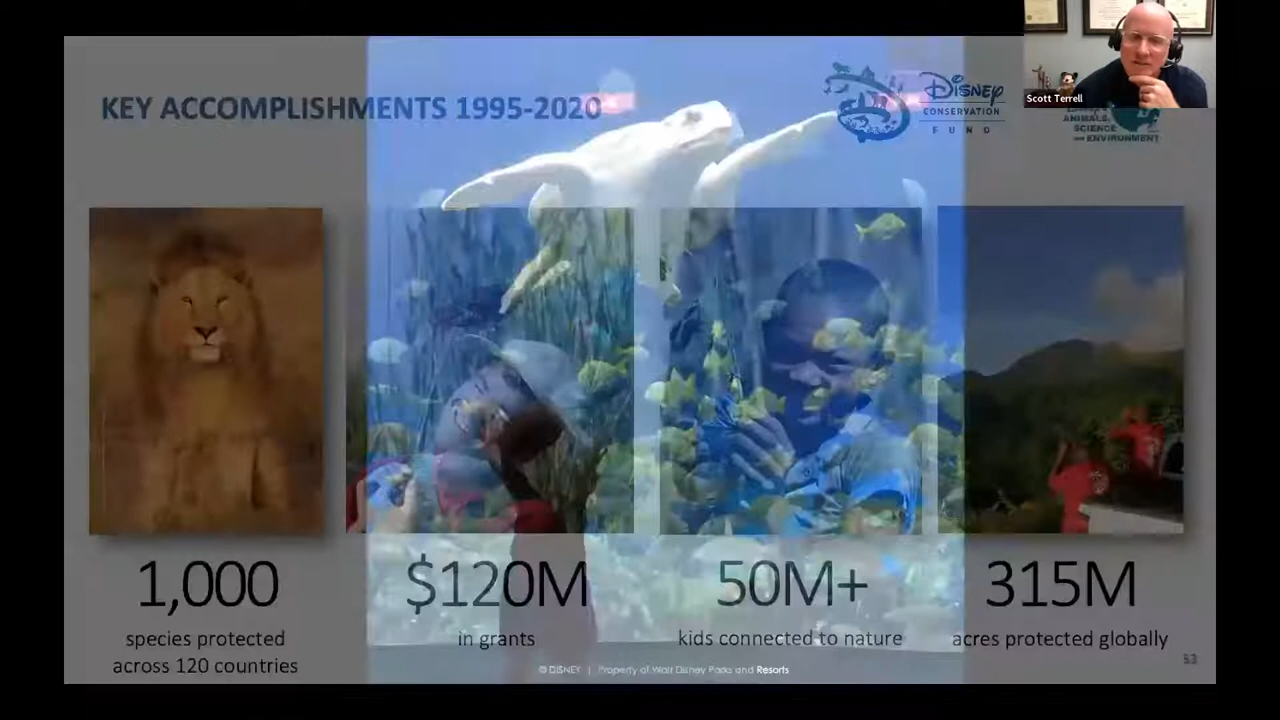 KEY ACCOMPLISHMENTS 1995-2020
DISNEY
CONSERVATION
FUND
Scott Terrell
ANIMALS,
SCIENCE
AND ENVIRONMENT
1,000
species protected
across 120 countries
$120M
in grants
50M+
kids connected to nature
315M
acres protected globally
© DISNEY | Property of Walt Disney Parks and Resorts
53